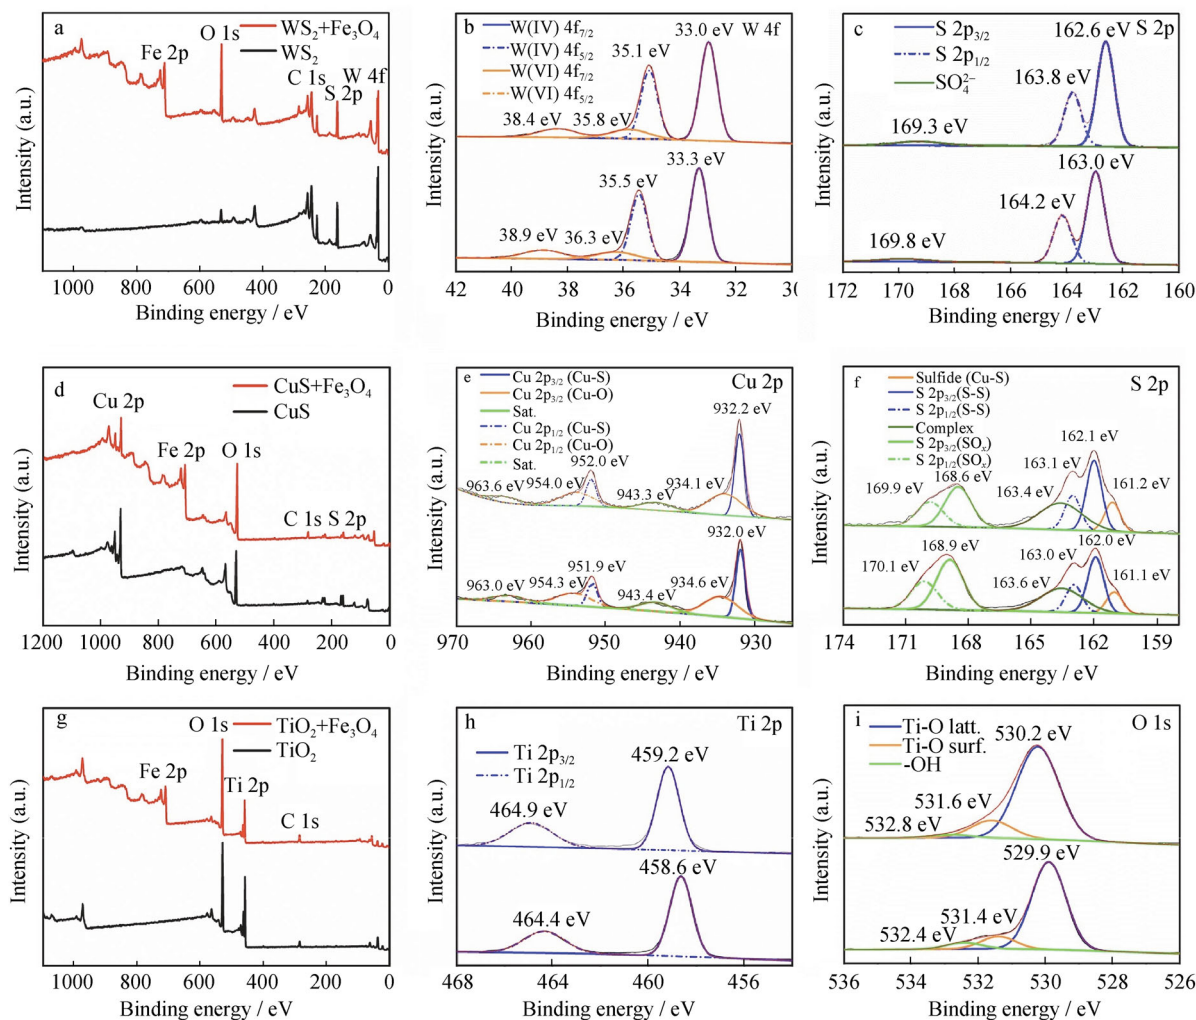 a
WS₂+Fe₃O₄
WS₂
O 1s
Fe 2p
C 1s
S 2p
W 4f
Intensity (a.u.)
1000 800 600 400 200 0
Binding energy / eV
b
W(IV) 4f₇/₂
W(IV) 4f₅/₂
W(VI) 4f₇/₂
W(VI) 4f₅/₂
33.0 eV W 4f
35.1 eV
38.4 eV 35.8 eV
33.3 eV
35.5 eV
38.9 eV 36.3 eV
Intensity (a.u.)
42 40 38 36 34 32 30
Binding energy / eV
c
S 2p₃/₂
S 2p₁/₂
SO₄²⁻
162.6 eV S 2p
163.8 eV
169.3 eV
163.0 eV
164.2 eV
169.8 eV
Intensity (a.u.)
172 170 168 166 164 162 160
Binding energy / eV
d
CuS+Fe₃O₄
CuS
Cu 2p
Fe 2p
O 1s
C 1s S 2p
Intensity (a.u.)
1200 1000 800 600 400 200 0
Binding energy / eV
e
Cu 2p₃/₂ (Cu-S)
Cu 2p₃/₂ (Cu-O)
Sat.
Cu 2p₁/₂ (Cu-S)
Cu 2p₁/₂ (Cu-O)
Sat.
Cu 2p
932.2 eV
952.0 eV
963.6 eV 954.0 eV 943.3 eV 934.1 eV
932.0 eV
951.9 eV
963.0 eV 954.3 eV 943.4 eV 934.6 eV
Intensity (a.u.)
970 960 950 940 930
Binding energy / eV
f
Sulfide (Cu-S)
S 2p₃/₂(S-S)
S 2p₁/₂(S-S)
Complex
S 2p₃/₂(SOₓ)
S 2p₁/₂(SOₓ)
S 2p
162.1 eV
163.1 eV
168.6 eV
169.9 eV 163.4 eV 161.2 eV
162.0 eV
163.0 eV
168.9 eV
170.1 eV 163.6 eV 161.1 eV
Intensity (a.u.)
174 171 168 165 162 159
Binding energy / eV
g
TiO₂+Fe₃O₄
TiO₂
O 1s
Fe 2p
Ti 2p
C 1s
Intensity (a.u.)
1000 800 600 400 200 0
Binding energy / eV
h
Ti 2p
Ti 2p₃/₂
Ti 2p₁/₂
459.2 eV
464.9 eV
458.6 eV
464.4 eV
Intensity (a.u.)
468 464 460 456
Binding energy / eV
i
Ti-O latt.
Ti-O surf.
-OH
O 1s
530.2 eV
531.6 eV
532.8 eV
529.9 eV
531.4 eV
532.4 eV
Intensity (a.u.)
536 534 532 530 528 526
Binding energy / eV